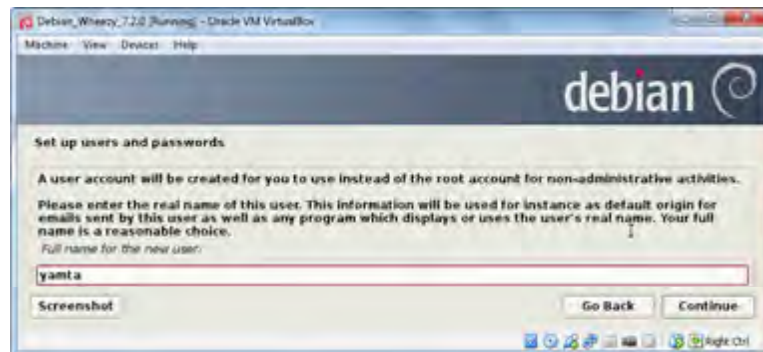 Debian_Wheezy_7.2.0 [Running] - Oracle VM VirtualBox
Machine View Devices Help
debian
Set up users and passwords
A user account will be created for you to use instead of the root account for non-administrative activities.
Please enter the real name of this user. This information will be used for instance as default origin for
emails sent by this user as well as any program which displays or uses the user's real name. Your full
name is a reasonable choice.
Full name for the new user:
yamta
Screenshot Go Back Continue
Right Ctrl